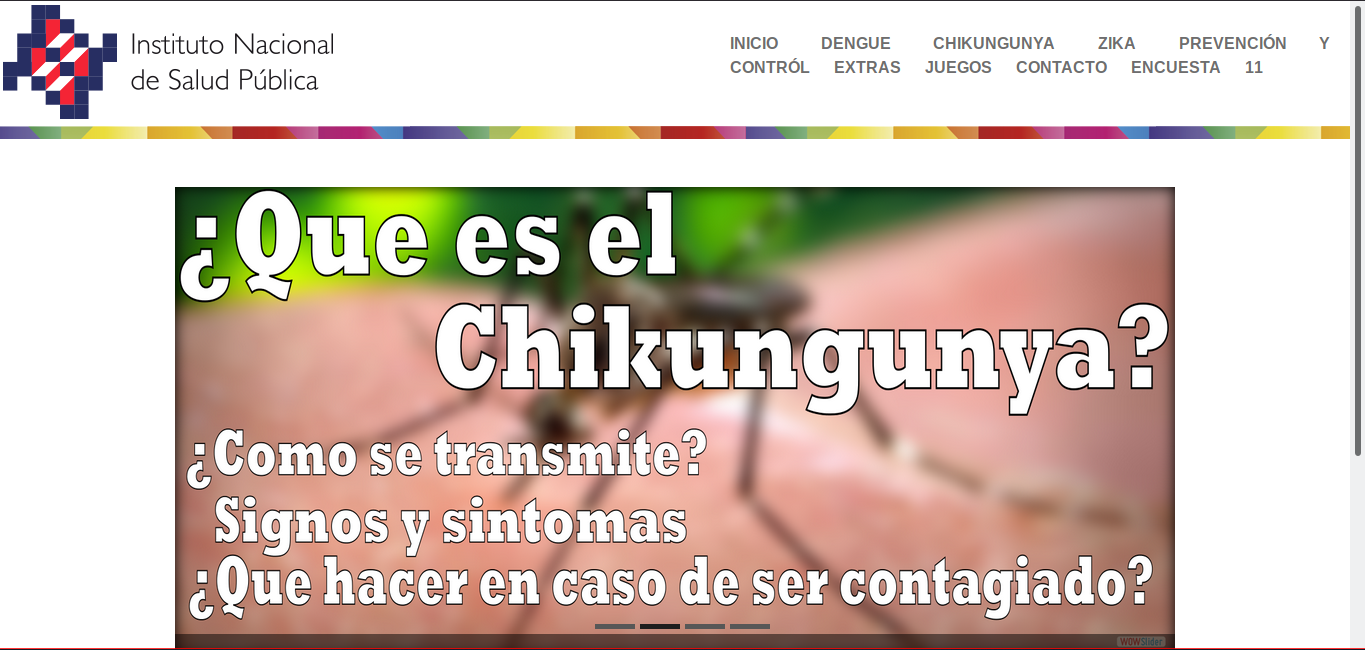 Instituto Nacional
de Salud Pública
INICIO DENGUE CHIKUNGUNYA ZIKA PREVENCIÓN Y
CONTRÓL EXTRAS JUEGOS CONTACTO ENCUESTA 11
¿Que es el
Chikungunya?
¿Como se transmite?
Signos y sintomas
¿Que hacer en caso de ser contagiado?
WOWSlider